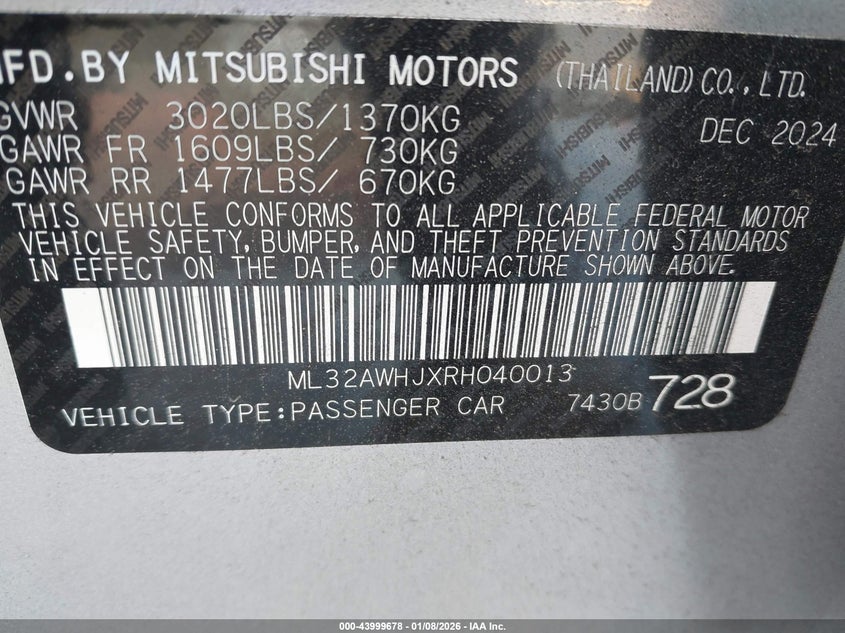 MFD.BY MITSUBISHI MOTORS (THAILAND) CO.,LTD.
GVWR 3020LBS/1370KG DEC 2024
GAWR FR 1609LBS/ 730KG
GAWR RR 1477LBS/ 670KG
THIS VEHICLE CONFORMS TO ALL APPLICABLE FEDERAL MOTOR
VEHICLE SAFETY, BUMPER, AND THEFT PREVENTION STANDARDS
IN EFFECT ON THE DATE OF MANUFACTURE SHOWN ABOVE.
ML32AWHJXRH040013
VEHICLE TYPE:PASSENGER CAR 7430B 728
000-43999678 - 01/08/2026 - IAA Inc.